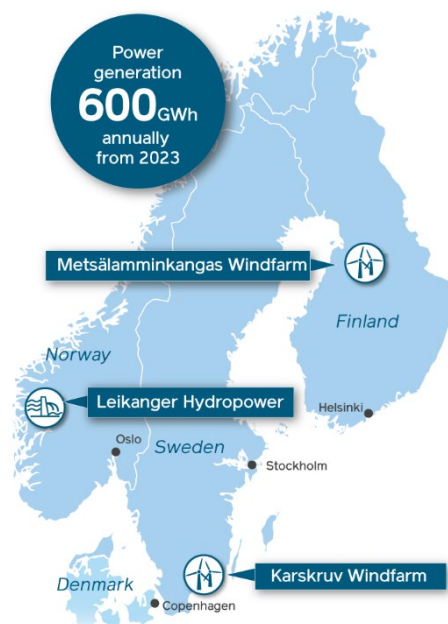 Power
generation
600GWh
annually
from 2023
Metsälamminkangas Windfarm
Finland
Norway
Leikanger Hydropower
Helsinki
Oslo
Sweden
Stockholm
Karskruv Windfarm
Denmark
Copenhagen